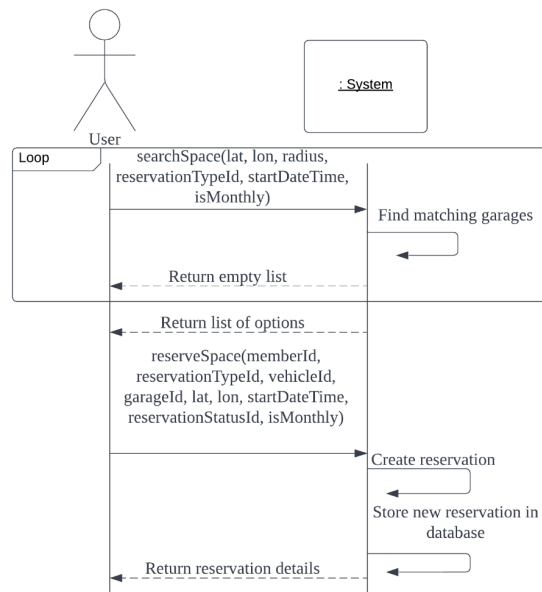 : System
User
Loop
searchSpace(lat, lon, radius,
reservationTypeId, startDateTime,
isMonthly)
Find matching garages
Return empty list
Return list of options
reserveSpace(memberId,
reservationTypeId, vehicleId,
garageId, lat, lon, startDateTime,
reservationStatusId, isMonthly)
Create reservation
Store new reservation in
database
Return reservation details